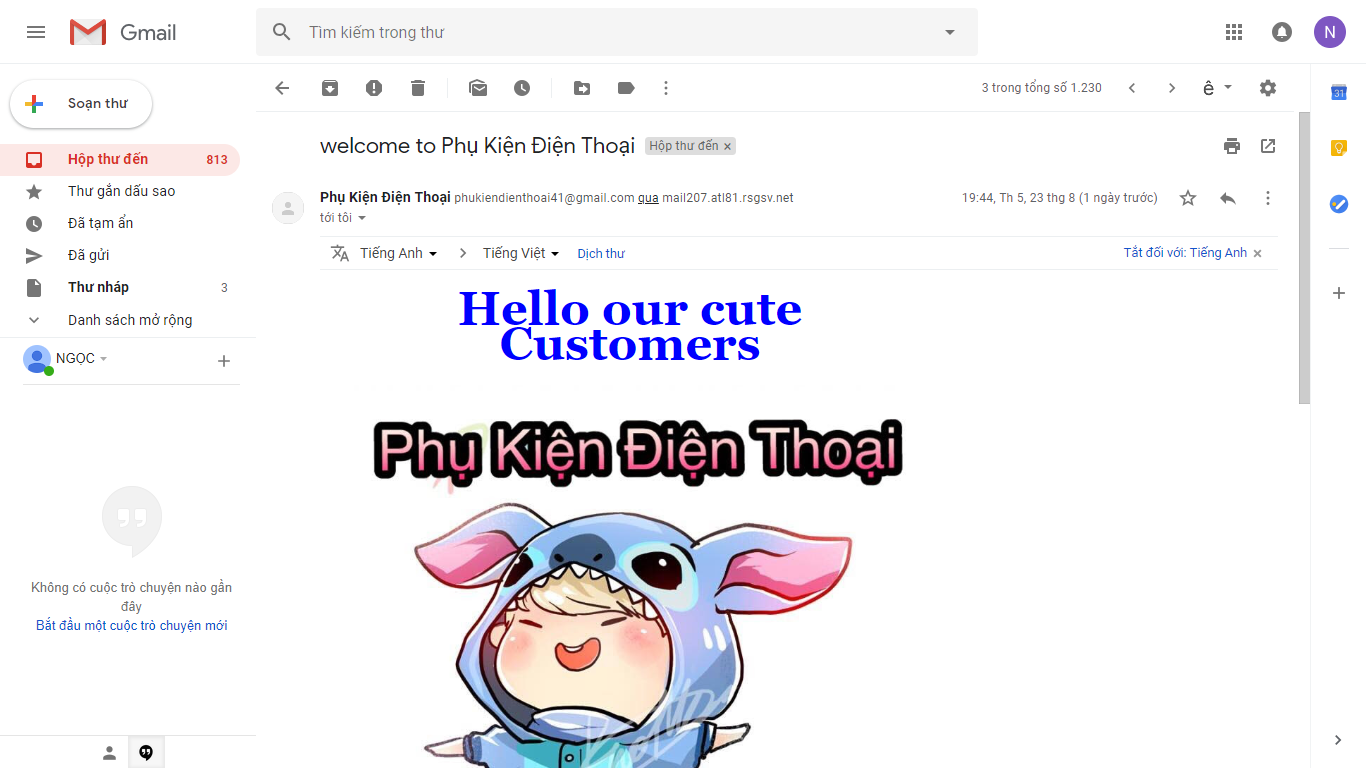 Gmail
Tìm kiếm trong thư
N
Soạn thư
3 trong tổng số 1.230
ê
31
Hộp thư đến 813
Thư gắn dấu sao
Đã tạm ẩn
Đã gửi
Thư nháp 3
Danh sách mở rộng
NGỌC
Không có cuộc trò chuyện nào gần
đây
Bắt đầu một cuộc trò chuyện mới
welcome to Phụ Kiện Điện Thoại Hộp thư đến ×
Phụ Kiện Điện Thoại phukiendienthoai41@gmail.com qua mail207.atl81.rsgsv.net 19:44, Th 5, 23 thg 8 (1 ngày trước)
tới tôi
Tiếng Anh > Tiếng Việt Dịch thư Tắt đối với: Tiếng Anh ×
Hello our cute
Customers
Phụ Kiện Điện Thoại